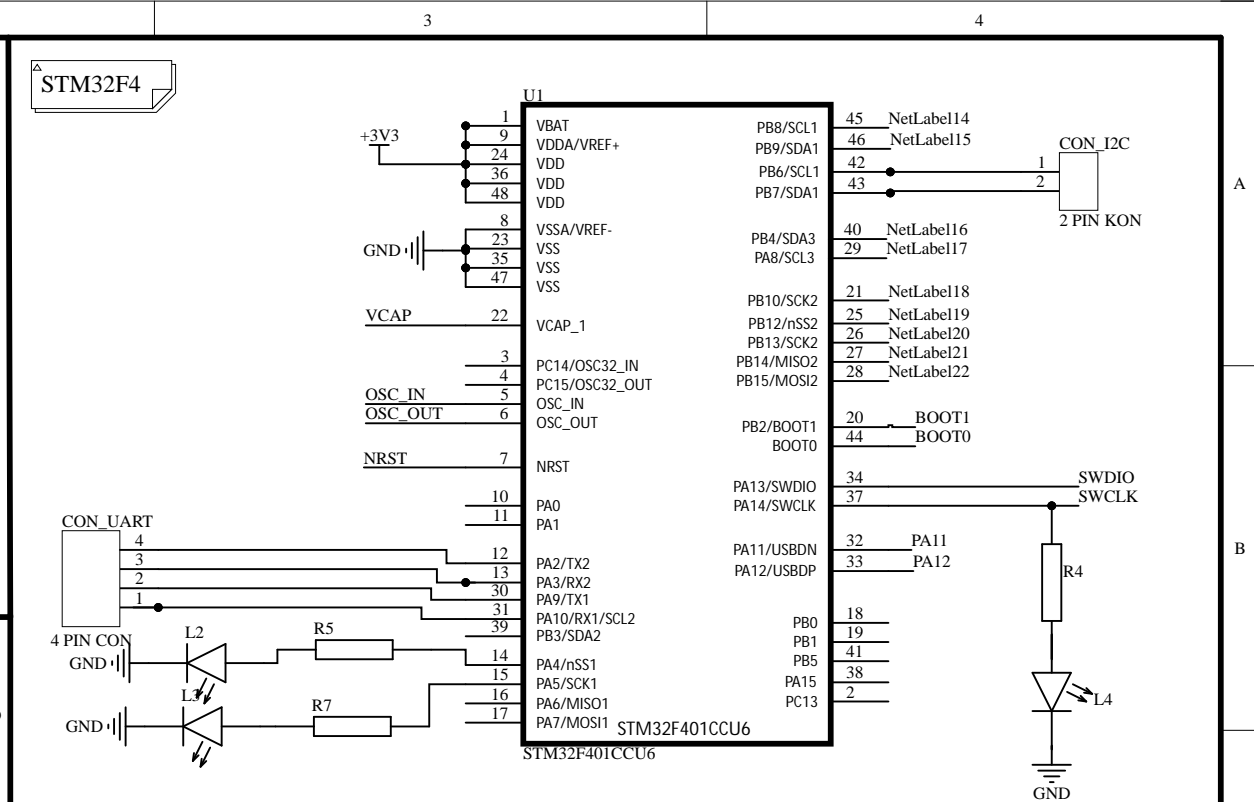 3
4
STM32F4
U1
+3V3
1 VBAT
9 VDDA/VREF+
24 VDD
36 VDD
48 VDD
GND
8 VSSA/VREF-
23 VSS
35 VSS
47 VSS
VCAP 22 VCAP_1
3 PC14/OSC32_IN
4 PC15/OSC32_OUT
OSC_IN 5 OSC_IN
OSC_OUT 6 OSC_OUT
NRST 7 NRST
10 PA0
11 PA1
CON_UART
4
3
2
1
4 PIN CON
12 PA2/TX2
13 PA3/RX2
30 PA9/TX1
31 PA10/RX1/SCL2
39 PB3/SDA2
14 PA4/nSS1
15 PA5/SCK1
16 PA6/MISO1
17 PA7/MOSI1
GND L2 R5
GND L3 R7
PB8/SCL1 45 NetLabel14
PB9/SDA1 46 NetLabel15
PB6/SCL1 42
PB7/SDA1 43
CON_I2C
1
2
2 PIN KON
PB4/SDA3 40 NetLabel16
PA8/SCL3 29 NetLabel17
PB10/SCK2 21 NetLabel18
PB12/nSS2 25 NetLabel19
PB13/SCK2 26 NetLabel20
PB14/MISO2 27 NetLabel21
PB15/MOSI2 28 NetLabel22
PB2/BOOT1 20 BOOT1
BOOT0 44 BOOT0
PA13/SWDIO 34 SWDIO
PA14/SWCLK 37 SWCLK
PA11/USBDN 32 PA11
PA12/USBDP 33 PA12
PB0 18
PB1 19
PB5 41
PA15 38
PC13 2
R4
L4
GND
STM32F401CCU6
STM32F401CCU6
A
B